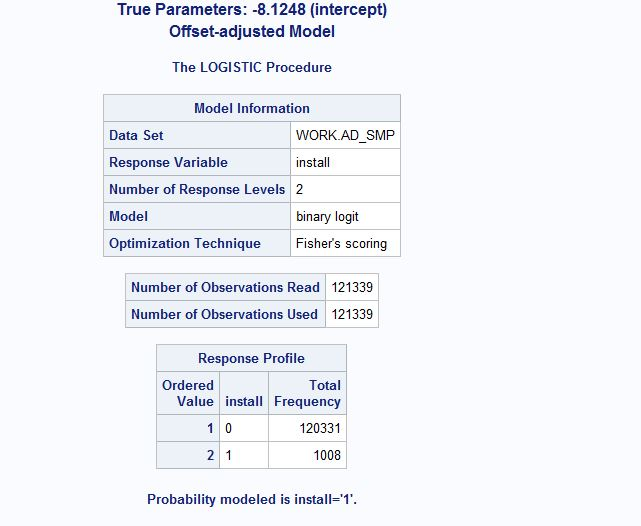 True Parameters: -8.1248 (intercept)
Offset-adjusted Model
The LOGISTIC Procedure
Model Information
Data Set WORK.AD_SMP
Response Variable install
Number of Response Levels 2
Model binary logit
Optimization Technique Fisher's scoring
Number of Observations Read 121339
Number of Observations Used 121339
Response Profile
Ordered Total
Value install Frequency
1 0 120331
2 1 1008
Probability modeled is install='1'.